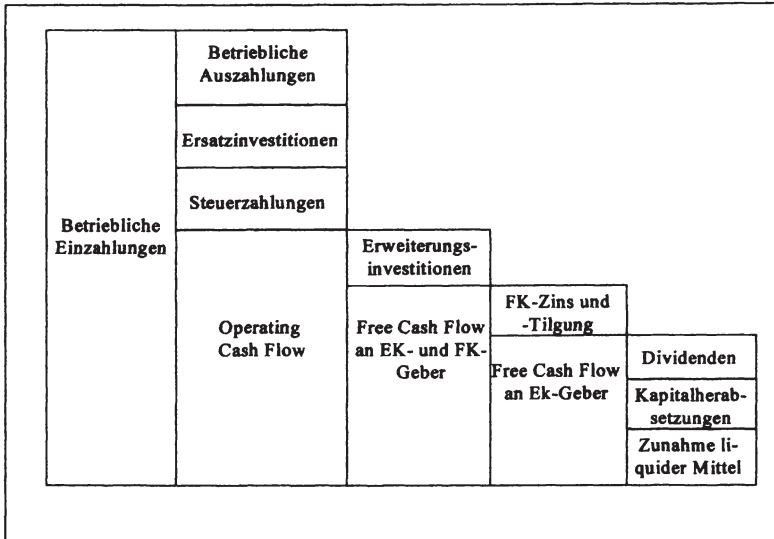 Betriebliche
Einzahlungen
Betriebliche
Auszahlungen
Ersatzinvestitionen
Steuerzahlungen
Operating
Cash Flow
Erweiterungs-
investitionen
Free Cash Flow
an EK- und FK-
Geber
FK-Zins und
-Tilgung
Free Cash Flow
an Ek-Geber
Dividenden
Kapitalherab-
setzungen
Zunahme li-
quider Mittel